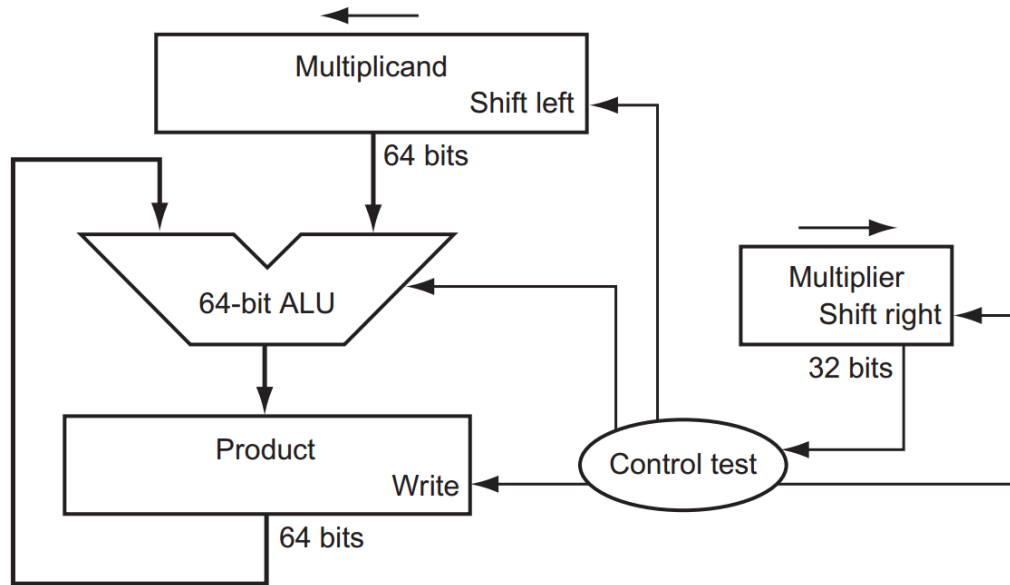 Multiplicand
Shift left
64 bits
64-bit ALU
Multiplier
Shift right
32 bits
Product
Write
Control test
64 bits